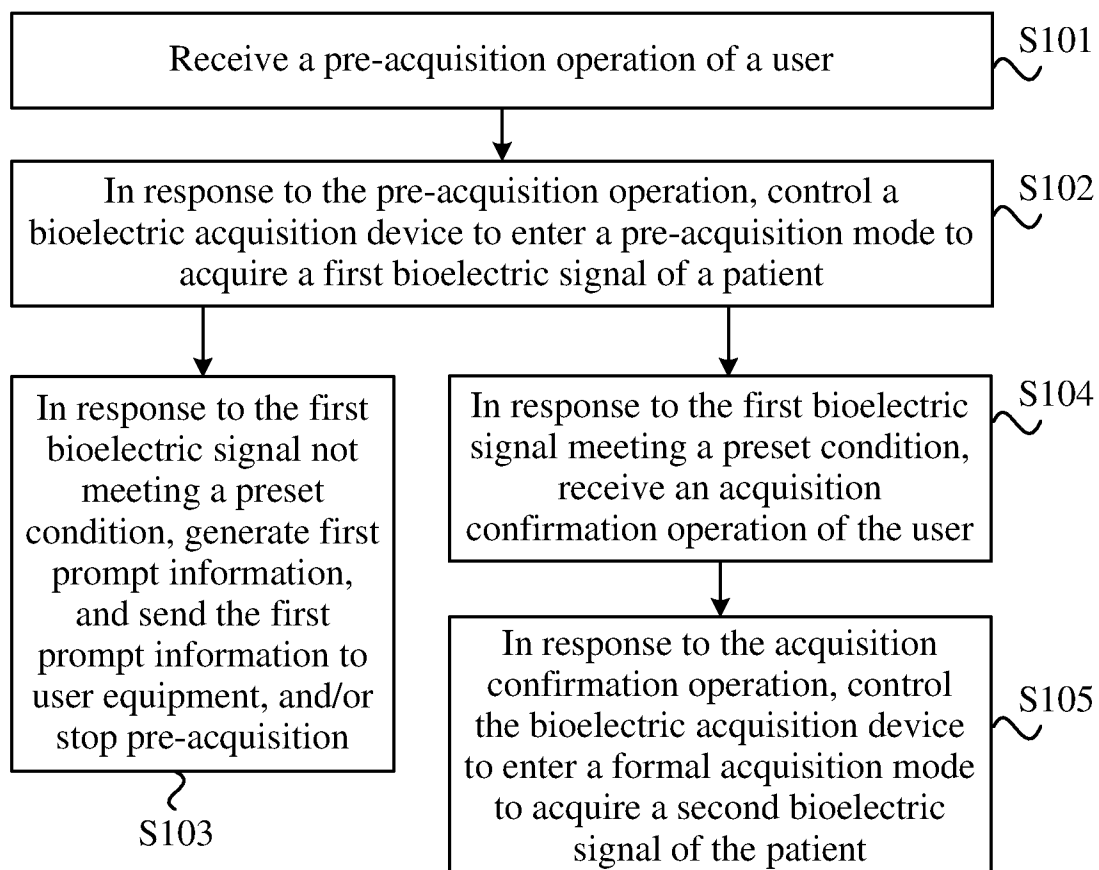 Receive a pre-acquisition operation of a user
S101
In response to the pre-acquisition operation, control a
bioelectric acquisition device to enter a pre-acquisition mode to
acquire a first bioelectric signal of a patient
S102
In response to the first
bioelectric signal not
meeting a preset
condition, generate first
prompt information,
and send the first
prompt information to
user equipment, and/or
stop pre-acquisition
S103
In response to the first bioelectric
signal meeting a preset condition,
receive an acquisition
confirmation operation of the user
S104
In response to the acquisition
confirmation operation, control
the bioelectric acquisition device
to enter a formal acquisition mode
to acquire a second bioelectric
signal of the patient
S105